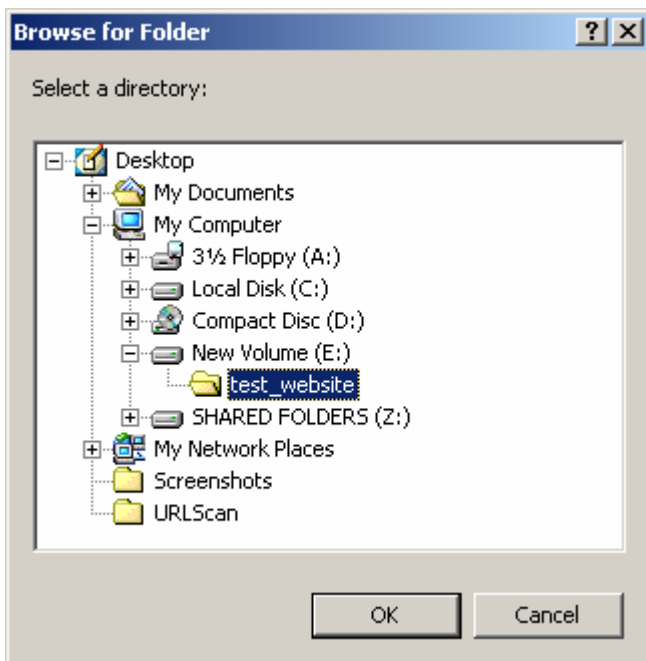 Browse for Folder
Select a directory:
Desktop
My Documents
My Computer
3½ Floppy (A:)
Local Disk (C:)
Compact Disc (D:)
New Volume (E:)
test_website
SHARED FOLDERS (Z:)
My Network Places
Screenshots
URLScan
OK Cancel